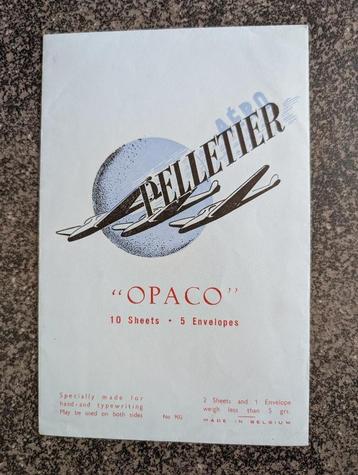 AÉRO
PELLETIER
“OPACO”
10 Sheets • 5 Envelopes
Specially made for
hand - and typewriting
May be used on both sides
No
2 Sheets and 1 Envelope
weigh less than 5 grs.
MADE IN BELGIUM